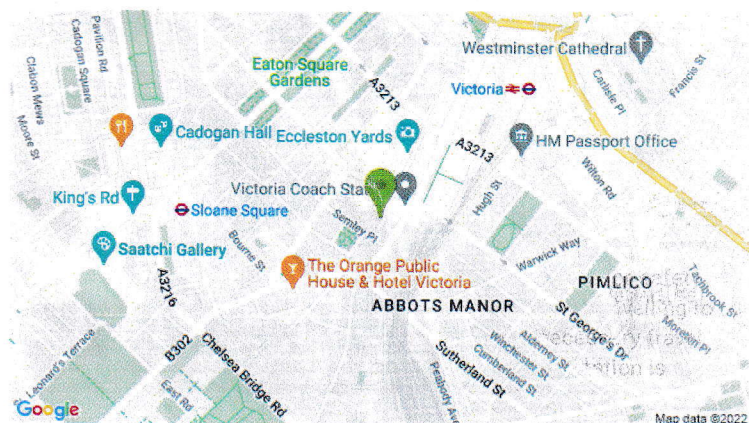 Pavilion Rd
Cadogan Square
Clabon Mews
Moore St
Eaton Square
Gardens
A3213
Westminster Cathedral
Victoria
Carlisle Pl
Francis St
Cadogan Hall
Eccleston Yards
A3213
HM Passport Office
Wilton Rd
King's Rd
Victoria Coach Sta
Hugh St
Sloane Square
Semley Pl
Bourne St
Saatchi Gallery
Warwick Way
A3216
The Orange Public
House & Hotel Victoria
PIMLICO
Tachbrook St
ABBOTS MANOR
St George's Dr
Moreton Pl
B302
Chelsea Bridge Rd
St Leonard's Terrace
East Rd
Sutherland St
Alderney St
Winchester St
Cumberland St
Peabody Ave
Google
Map data ©2022